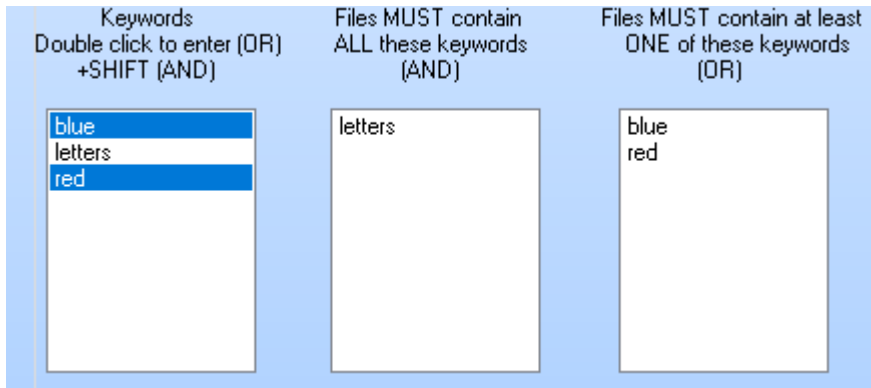 Keywords
Double click to enter (OR)
+SHIFT (AND)
blue
letters
red
Files MUST contain
ALL these keywords
(AND)
letters
Files MUST contain at least
ONE of these keywords
(OR)
blue
red